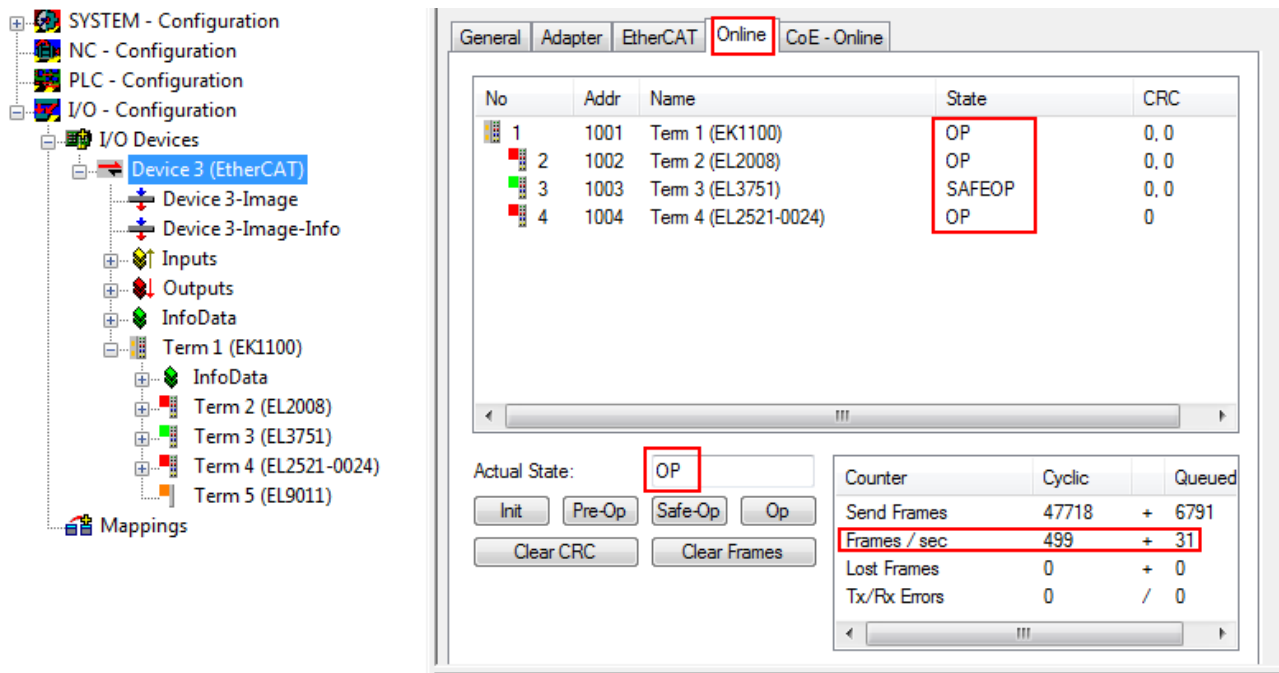 SYSTEM - Configuration
NC - Configuration
PLC - Configuration
I/O - Configuration
I/O Devices
Device 3 (EtherCAT)
Device 3-Image
Device 3-Image-Info
Inputs
Outputs
InfoData
Term 1 (EK1100)
InfoData
Term 2 (EL2008)
Term 3 (EL3751)
Term 4 (EL2521-0024)
Term 5 (EL9011)
Mappings
General Adapter EtherCAT Online CoE - Online
No Addr Name State CRC
1 1001 Term 1 (EK1100) OP 0, 0
2 1002 Term 2 (EL2008) OP 0, 0
3 1003 Term 3 (EL3751) SAFEOP 0, 0
4 1004 Term 4 (EL2521-0024) OP 0
Actual State: OP
Init Pre-Op Safe-Op Op
Clear CRC Clear Frames
Counter Cyclic Queued
Send Frames 47718 + 6791
Frames / sec 499 + 31
Lost Frames 0 + 0
Tx/Rx Errors 0 / 0